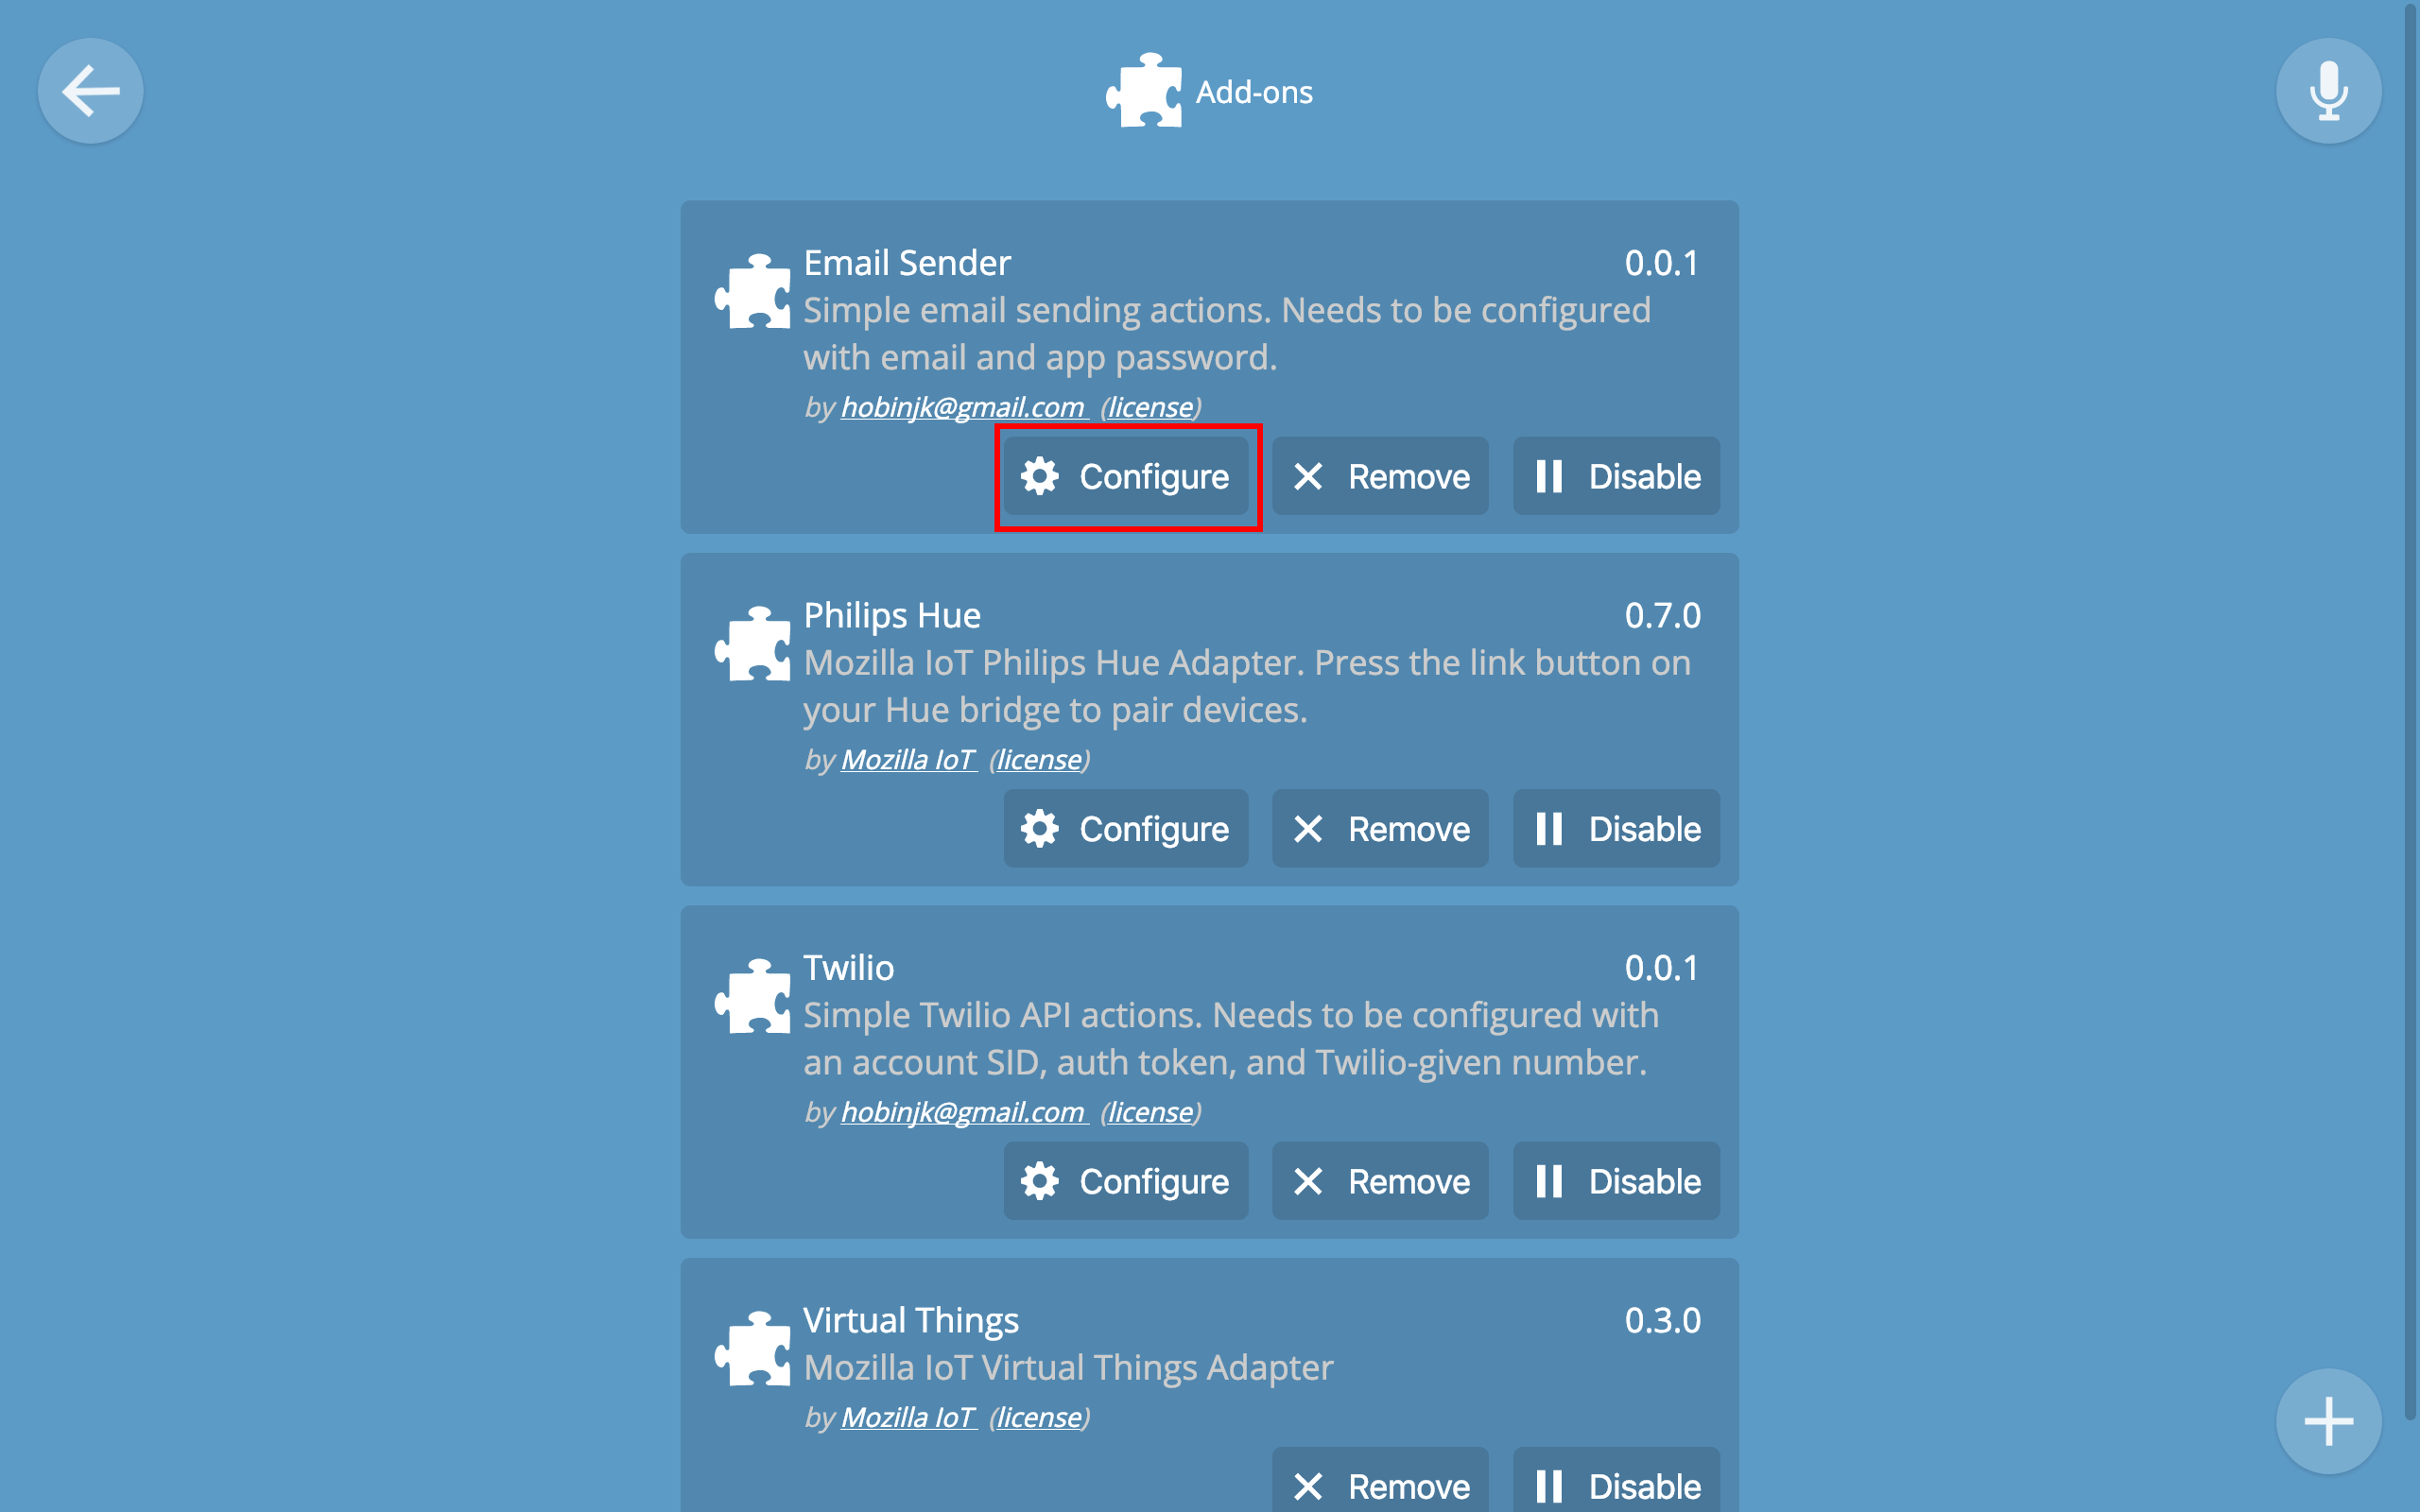 Add-ons
Email Sender 0.0.1
Simple email sending actions. Needs to be configured
with email and app password.
by hobinjk@gmail.com (license)
Configure Remove Disable
Philips Hue 0.7.0
Mozilla IoT Philips Hue Adapter. Press the link button on
your Hue bridge to pair devices.
by Mozilla IoT (license)
Configure Remove Disable
Twilio 0.0.1
Simple Twilio API actions. Needs to be configured with
an account SID, auth token, and Twilio-given number.
by hobinjk@gmail.com (license)
Configure Remove Disable
Virtual Things 0.3.0
Mozilla IoT Virtual Things Adapter
by Mozilla IoT (license)
Remove Disable